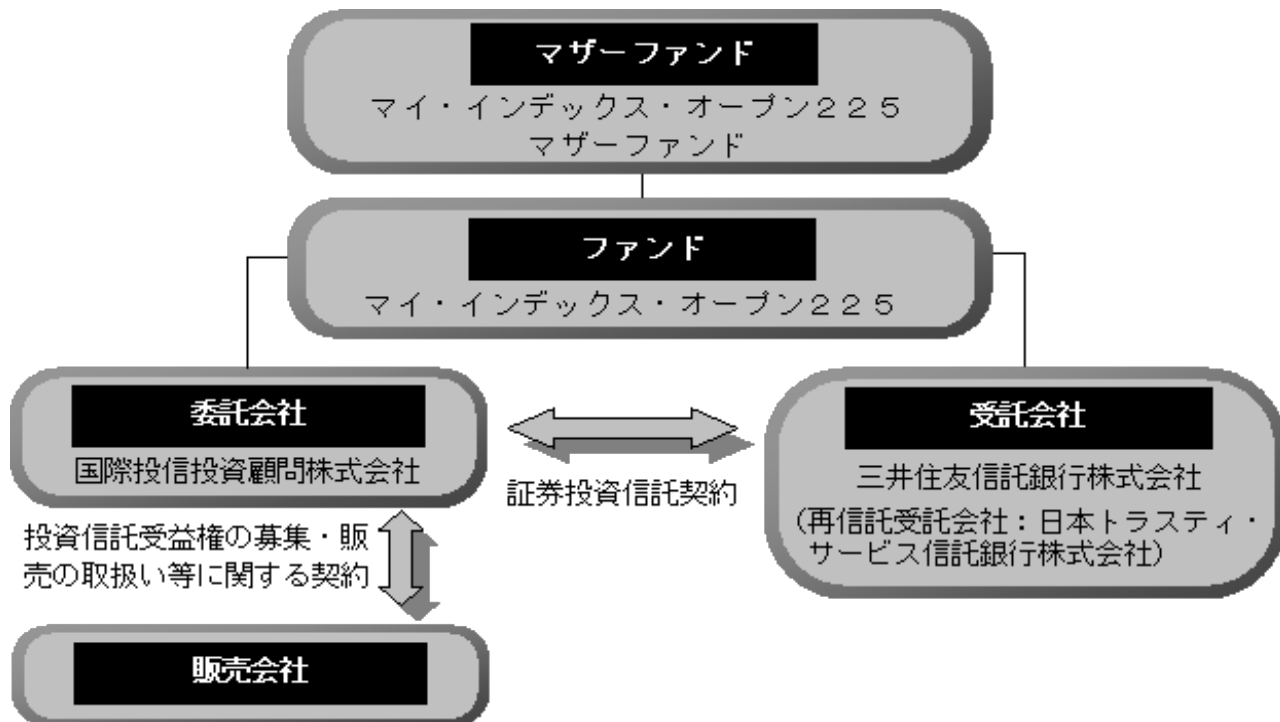 マザーファンド
マイ・インデックス・オープン２２５
マザーファンド
ファンド
マイ・インデックス・オープン２２５
委託会社
国際投信投資顧問株式会社
証券投資信託契約
受託会社
三井住友信託銀行株式会社
（再信託受託会社：日本トラスティ・
サービス信託銀行株式会社）
投資信託受益権の募集・販
売の取扱い等に関する契約
販売会社